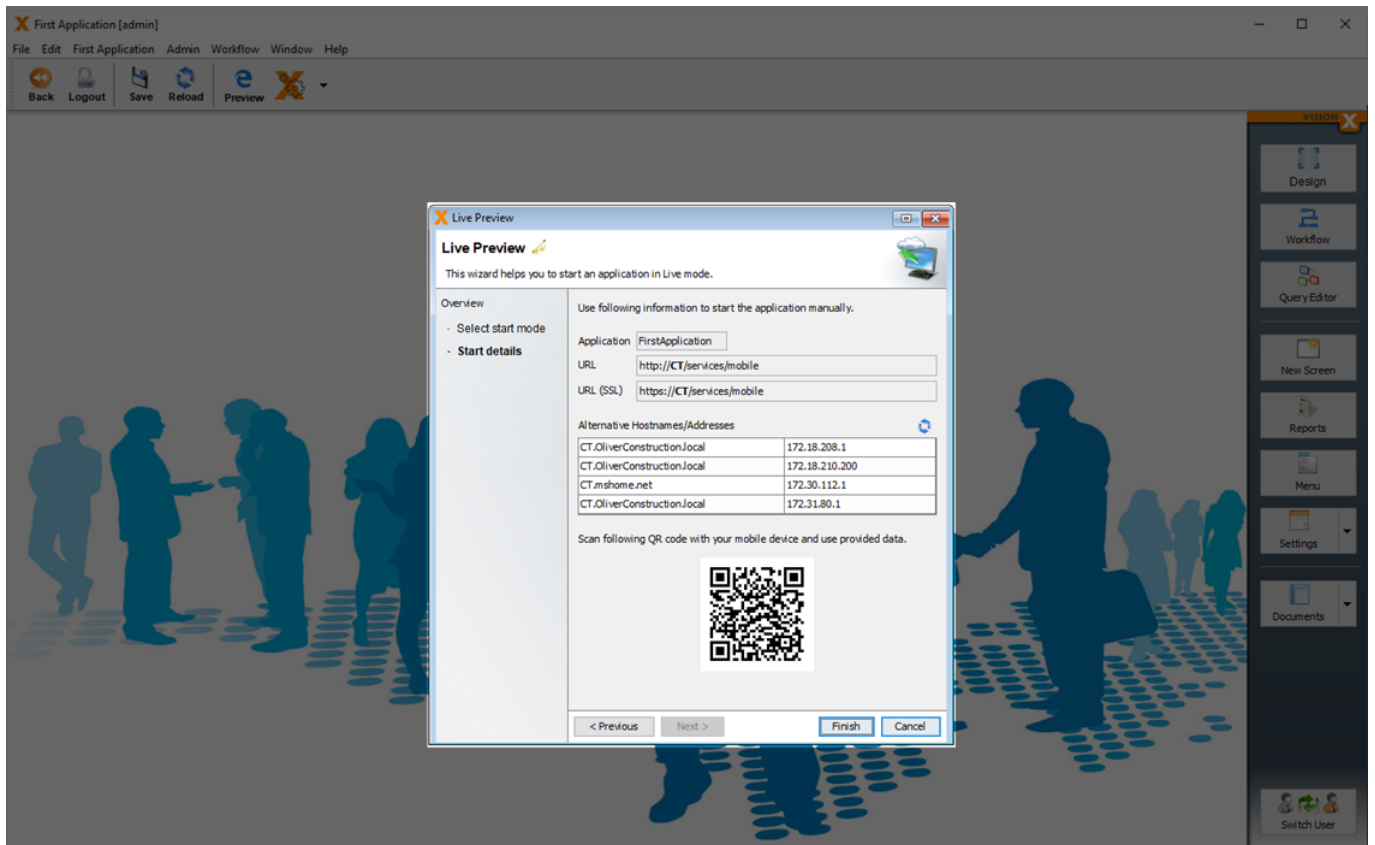 First Application [admin]
File Edit First Application Admin Workflow Window Help
Back Logout Save Reload Preview
VISION X
Design
Workflow
Query Editor
New Screen
Reports
Menu
Settings
Documents
Switch User
Live Preview
Live Preview
This wizard helps you to start an application in Live mode.
Overview
· Select start mode
· Start details
Use following information to start the application manually.
Application FirstApplication
URL http://CT/services/mobile
URL (SSL) https://CT/services/mobile
Alternative Hostnames/Addresses
CT.OliverConstruction.local 172.18.208.1
CT.OliverConstruction.local 172.18.210.200
CT.mshome.net 172.30.112.1
CT.OliverConstruction.local 172.31.80.1
Scan following QR code with your mobile device and use provided data.
< Previous Next > Finish Cancel